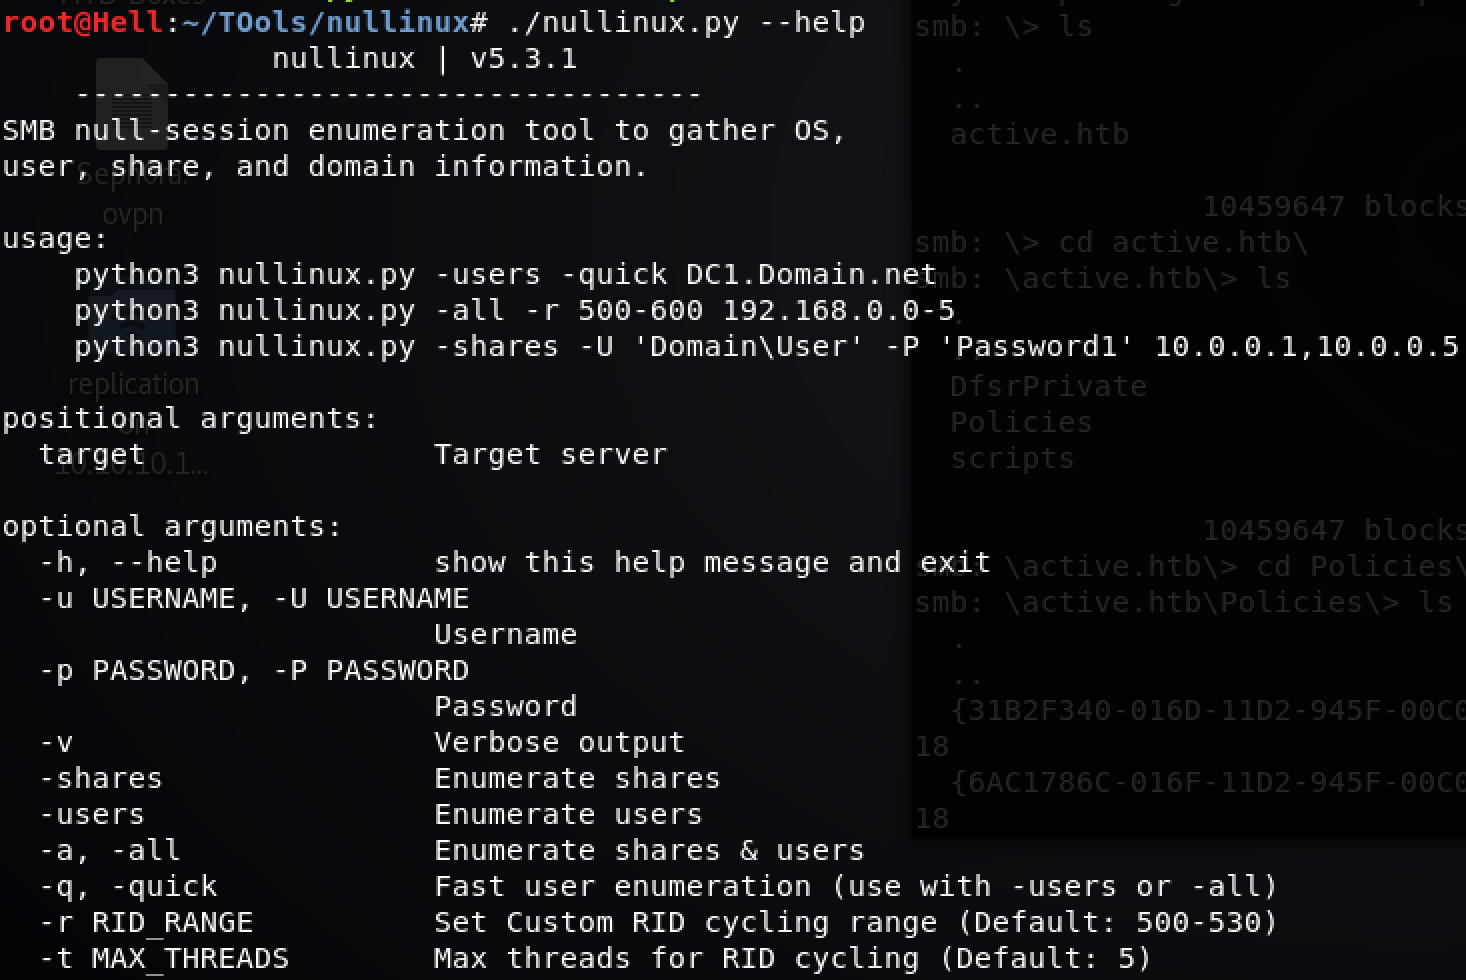 root@Hell:~/TOols/nullinux# ./nullinux.py --help
nullinux | v5.3.1
-----------------------------------
SMB null-session enumeration tool to gather OS,
user, share, and domain information.
usage:
python3 nullinux.py -users -quick DC1.Domain.net
python3 nullinux.py -all -r 500-600 192.168.0.0-5
python3 nullinux.py -shares -U 'Domain\User' -P 'Password1' 10.0.0.1,10.0.0.5
positional arguments:
target Target server
optional arguments:
-h, --help show this help message and exit
-u USERNAME, -U USERNAME
Username
-p PASSWORD, -P PASSWORD
Password
-v Verbose output
-shares Enumerate shares
-users Enumerate users
-a, -all Enumerate shares & users
-q, -quick Fast user enumeration (use with -users or -all)
-r RID_RANGE Set Custom RID cycling range (Default: 500-530)
-t MAX_THREADS Max threads for RID cycling (Default: 5)
Sephora.
ovpn
replication
smb: \> ls
.
..
active.htb
10459647 blocks
smb: \> cd active.htb\
smb: \active.htb\> ls
.
DfsrPrivate
Policies
scripts
10459647 blocks
smb: \active.htb\> cd Policies\
smb: \active.htb\Policies\> ls
.
..
{31B2F340-016D-11D2-945F-00C0
18
{6AC1786C-016F-11D2-945F-00C0
18